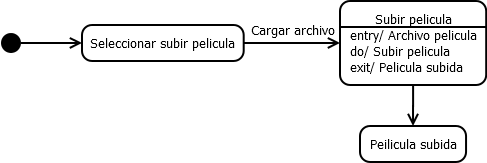 Seleccionar subir pelicula
Cargar archivo
Subir pelicula
entry/ Archivo pelicula
do/ Subir pelicula
exit/ Pelicula subida
Peilicula subida